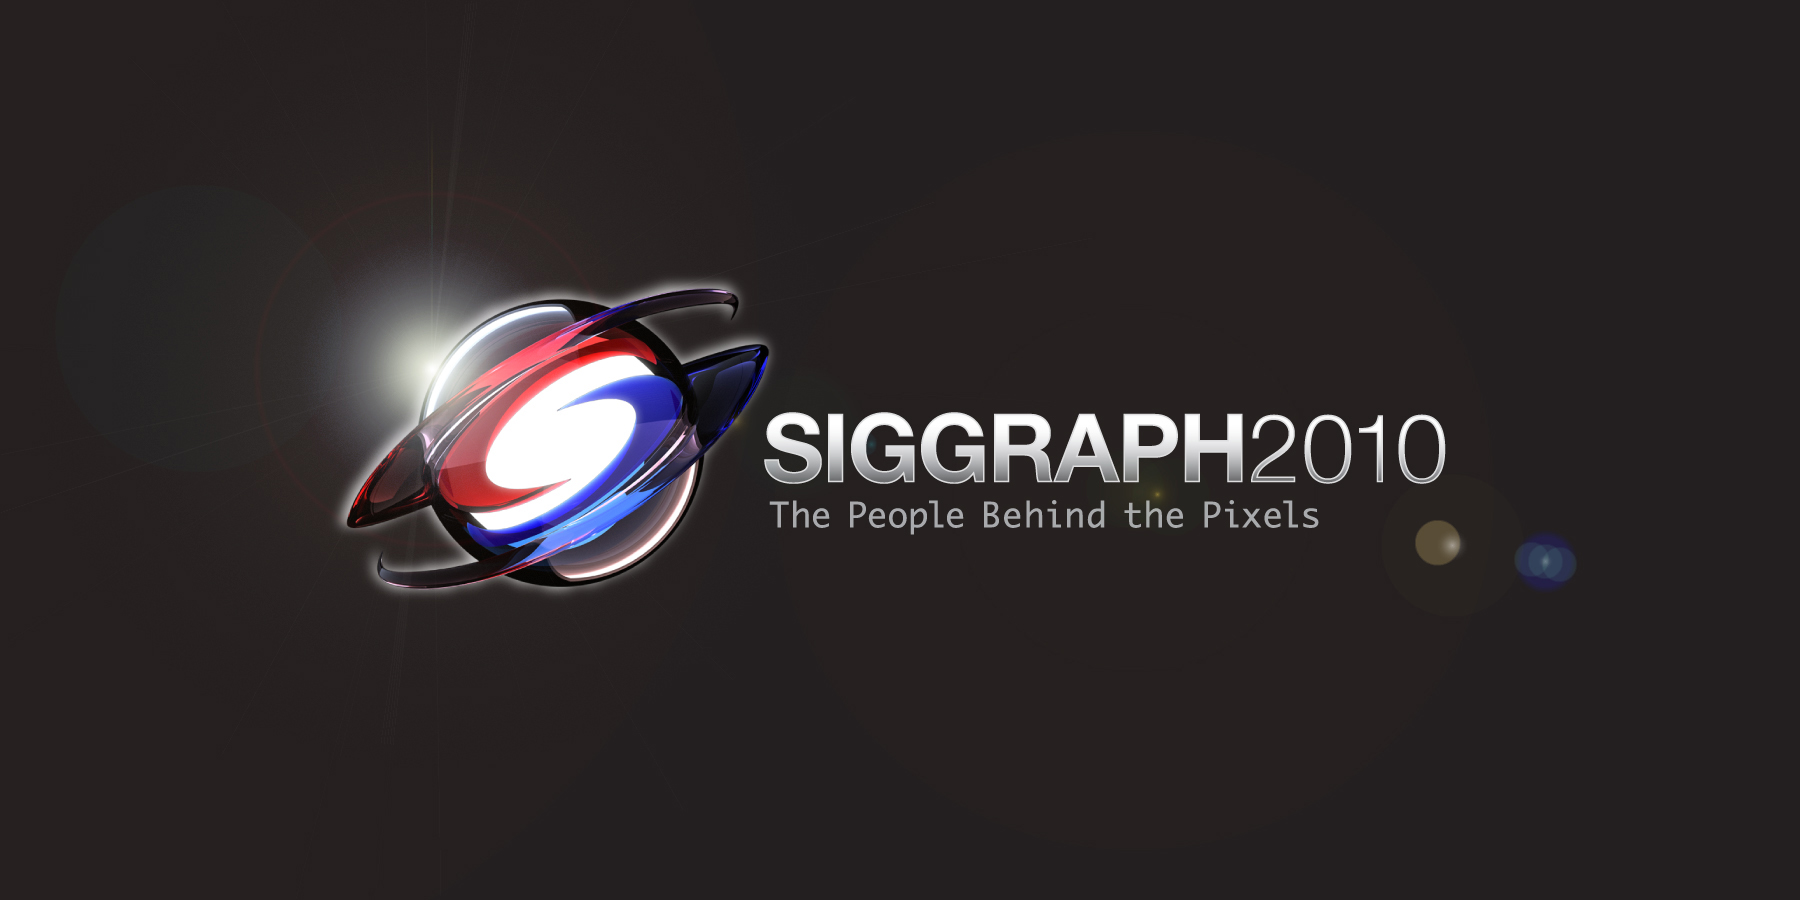 SIGGRAPH2010
The People Behind the Pixels